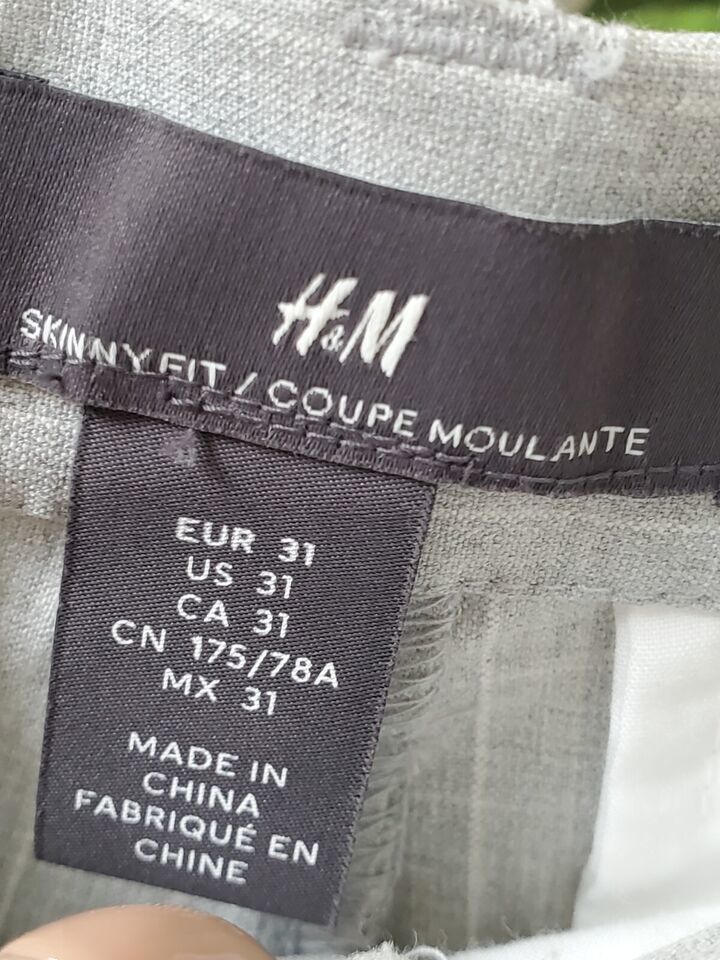 H&M
SKINNY FIT / COUPE MOULANTE
EUR 31
US 31
CA 31
CN 175/78A
MX 31
MADE IN
CHINA
FABRIQUÉ EN
CHINE